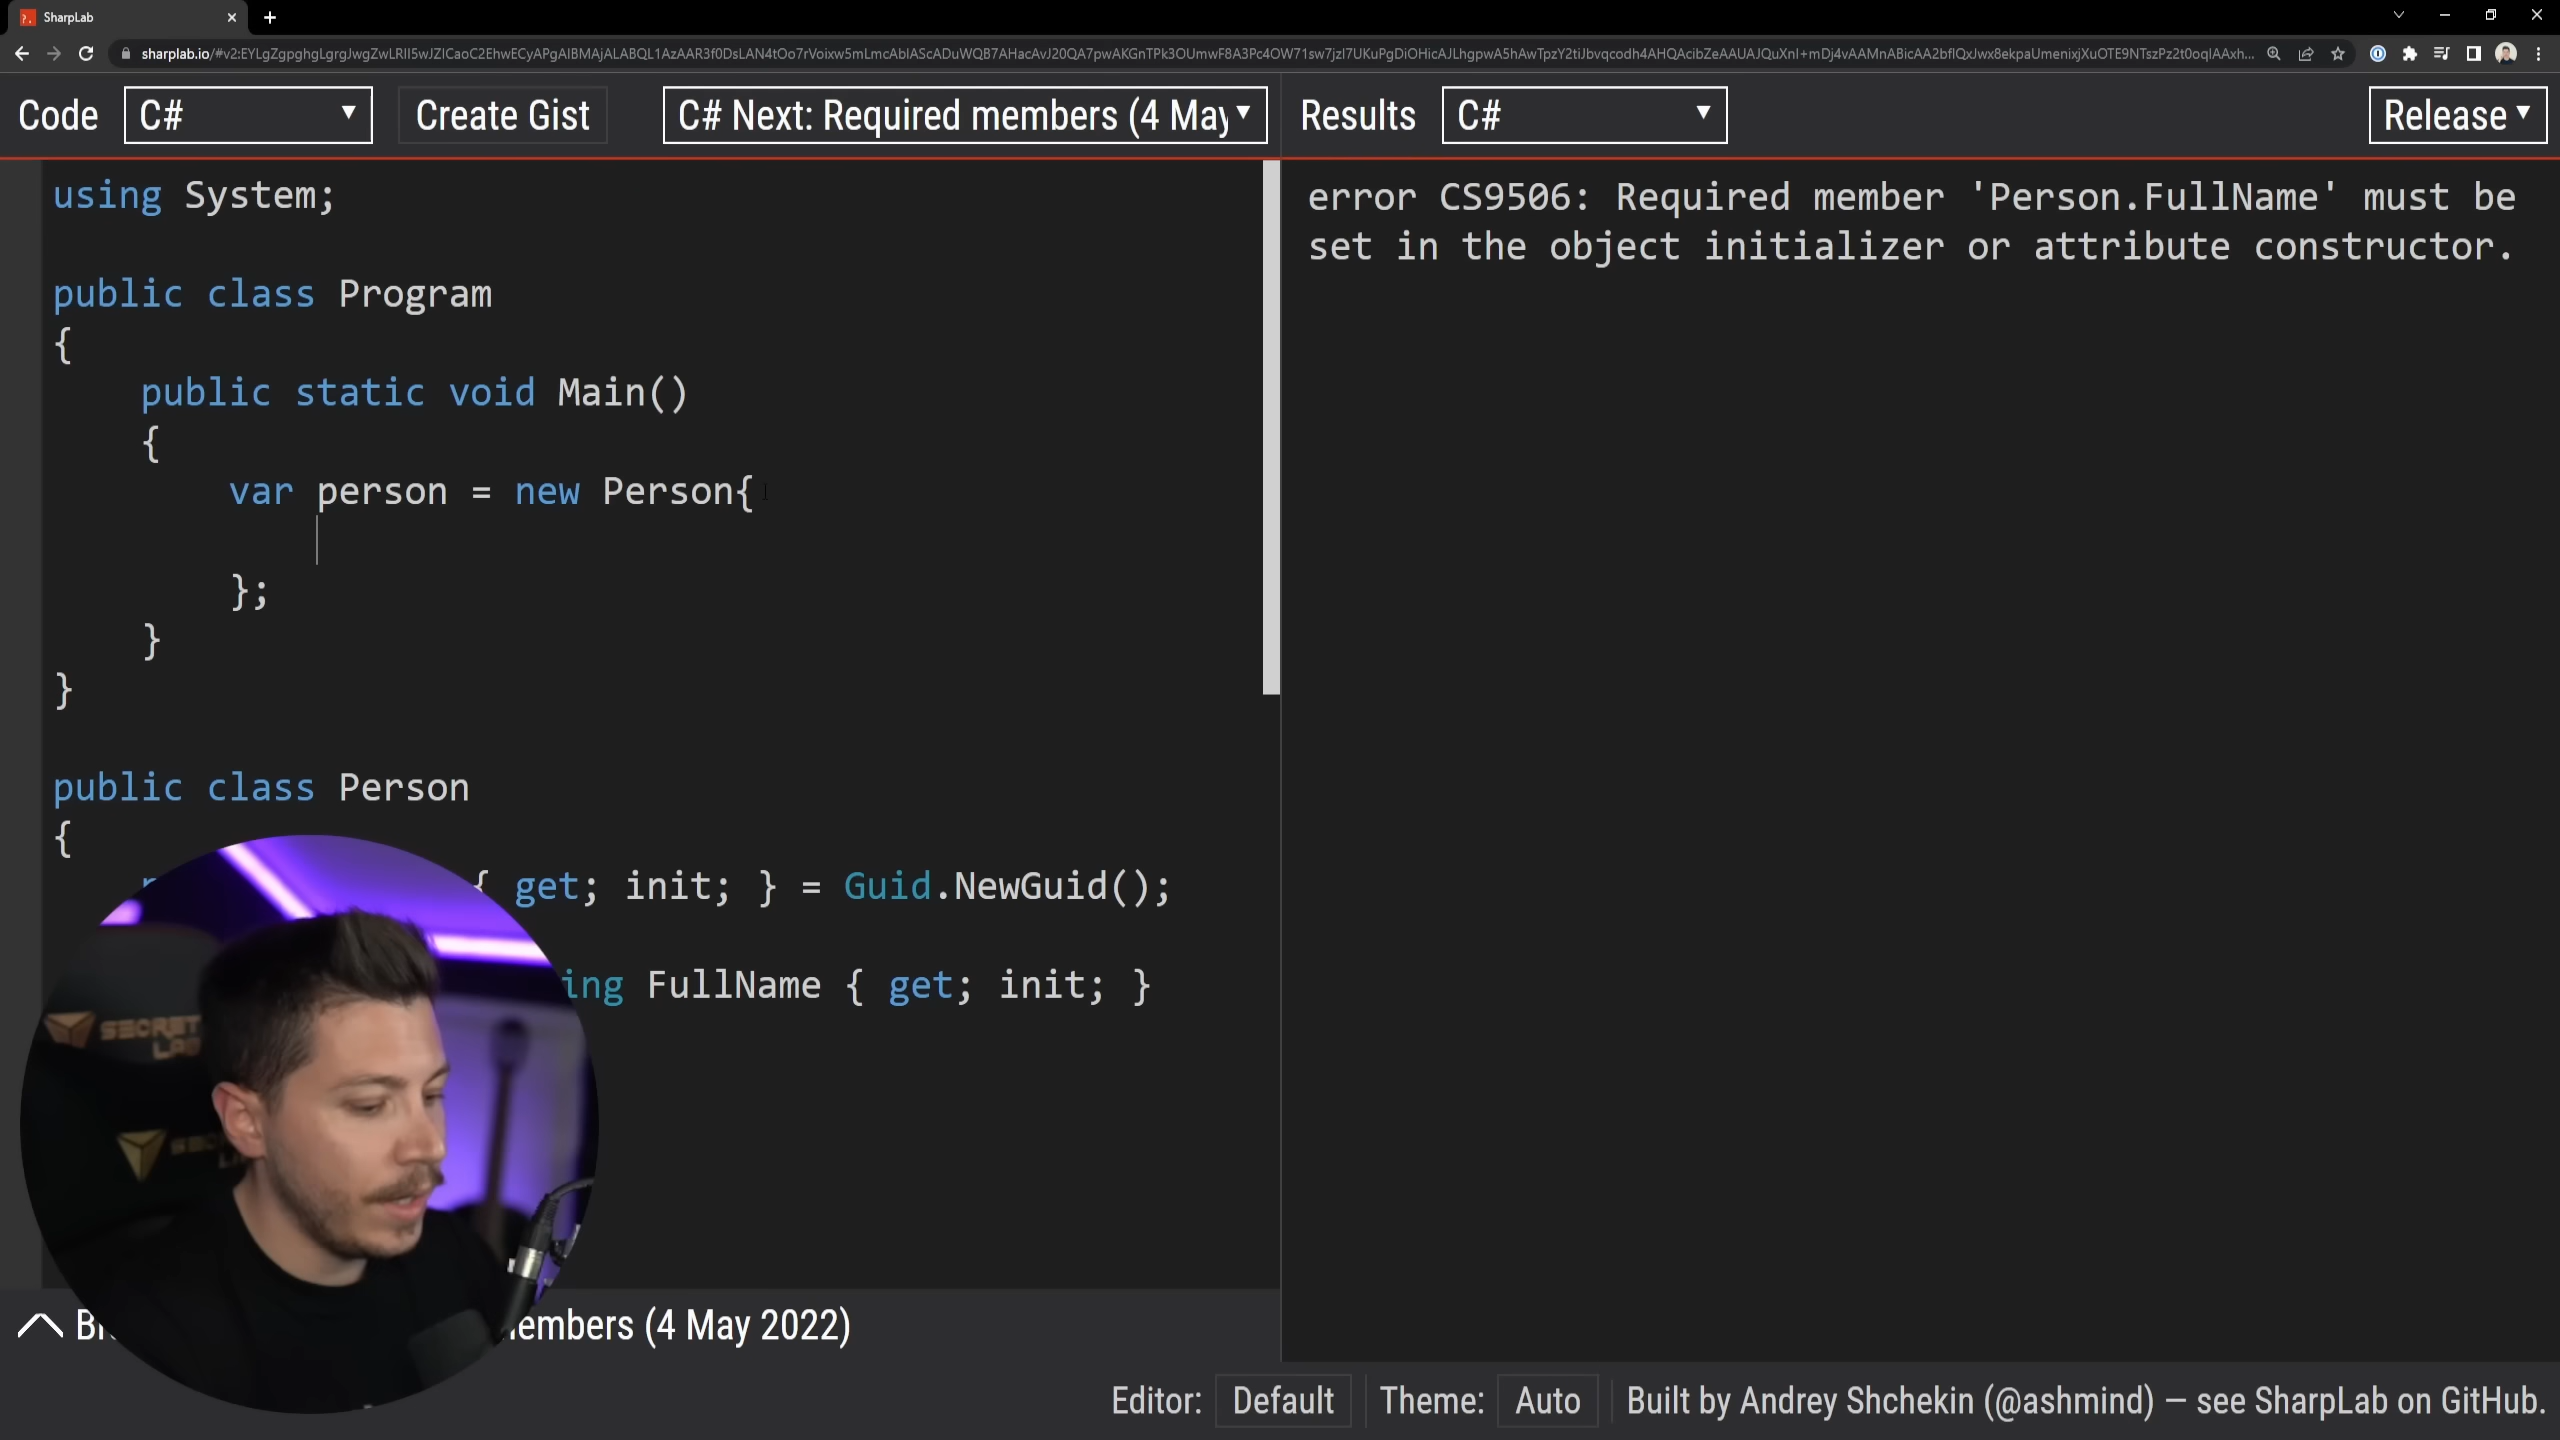 SharpLab
sharplab.io
Code C# Create Gist C# Next: Required members (4 May Results C# Release
using System;
public class Program
{
public static void Main()
{
var person = new Person{
};
}
}
public class Person
{
{ get; init; } = Guid.NewGuid();
ing FullName { get; init; }
error CS9506: Required member 'Person.FullName' must be
set in the object initializer or attribute constructor.
SECRET
LAB
embers (4 May 2022)
Editor: Default Theme: Auto Built by Andrey Shchekin (@ashmind) — see SharpLab on GitHub.